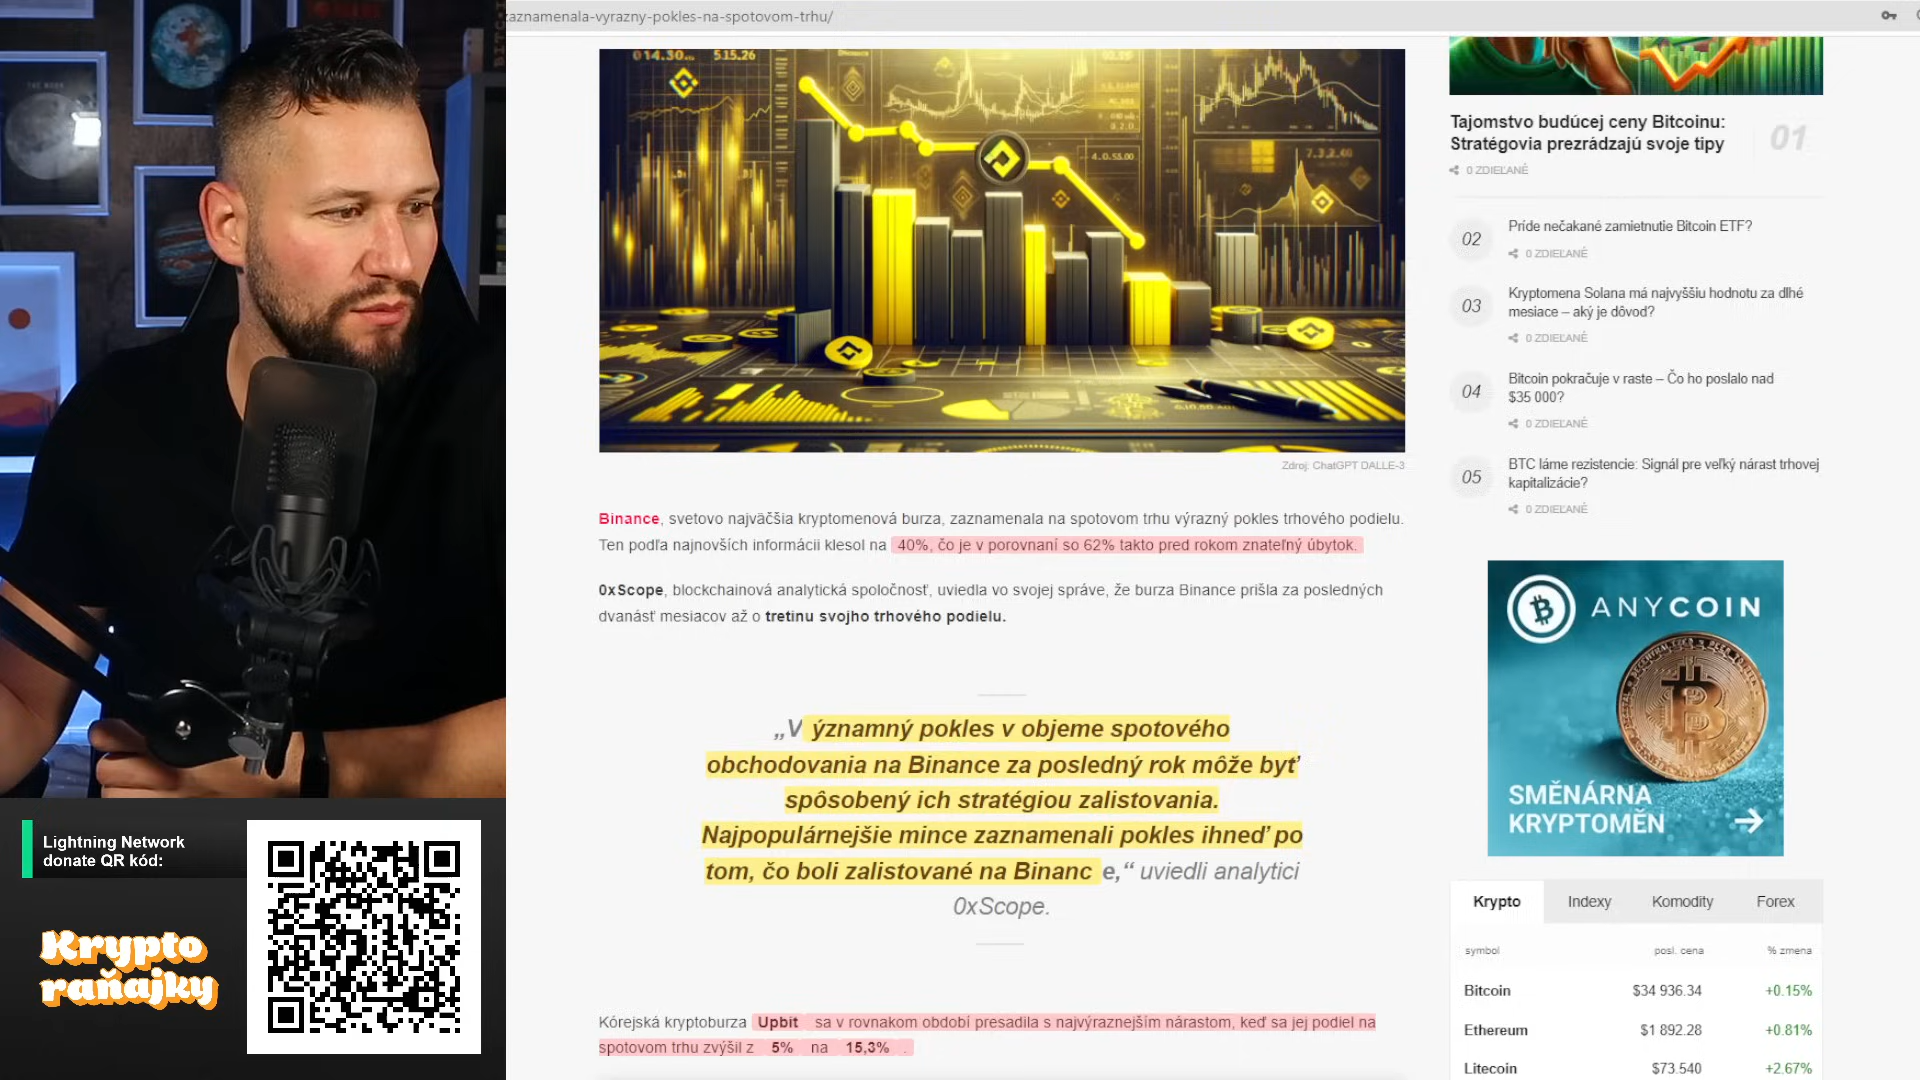 zaznamenala-vyrazny-pokles-na-spotovom-trhu/
Zdroj: ChatGPT DALLE-3
Binance, svetovo najväčšia kryptomenová burza, zaznamenala na spotovom trhu výrazný pokles trhového podielu.
Ten podľa najnovších informácii klesol na 40%, čo je v porovnaní so 62% takto pred rokom znateľný úbytok.
0xScope, blockchainová analytická spoločnosť, uviedla vo svojej správe, že burza Binance prišla za posledných
dvanásť mesiacov až o tretinu svojho trhového podielu.
„Významný pokles v objeme spotového
obchodovania na Binance za posledný rok môže byť
spôsobený ich stratégiou zalistovania.
Najpopulárnejšie mince zaznamenali pokles ihneď po
tom, čo boli zalistované na Binance,“ uviedli analytici
0xScope.
Kórejská kryptoburza Upbit sa v rovnakom období presadila s najvýraznejším nárastom, keď sa jej podiel na
spotovom trhu zvýšil z 5% na 15,3% .
Tajomstvo budúcej ceny Bitcoinu:
Stratégovia prezrádzajú svoje tipy
01
0 ZDIEĽANÉ
02
Príde nečakané zamietnutie Bitcoin ETF?
0 ZDIEĽANÉ
03
Kryptomena Solana má najvyššiu hodnotu za dlhé
mesiace – aký je dôvod?
0 ZDIEĽANÉ
04
Bitcoin pokračuje v raste – Čo ho poslalo nad
$35 000?
0 ZDIEĽANÉ
05
BTC láme rezistencie: Signál pre veľký nárast trhovej
kapitalizácie?
0 ZDIEĽANÉ
ANYCOIN
SMĚNÁRNA
KRYPTOMĚN
Krypto Indexy Komodity Forex
symbol posl. cena % zmena
Bitcoin $34 936.34 +0.15%
Ethereum $1 892.28 +0.81%
Litecoin $73.540 +2.67%
Lightning Network
donate QR kód:
Krypto
raňajky